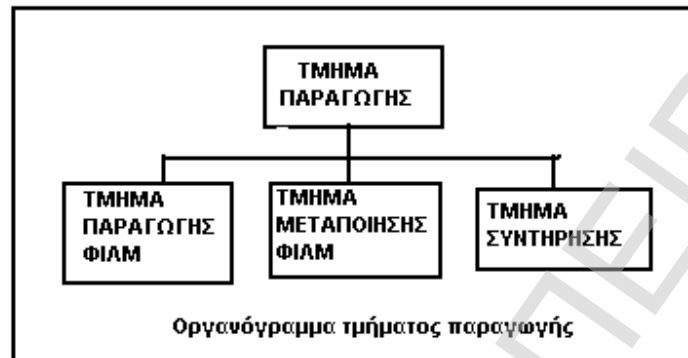 ΤΜΗΜΑ
ΠΑΡΑΓΩΓΗΣ
ΤΜΗΜΑ
ΠΑΡΑΓΩΓΗΣ
ΦΙΛΜ
ΤΜΗΜΑ
ΜΕΤΑΠΟΙΗΣΗΣ
ΦΙΛΜ
ΤΜΗΜΑ
ΣΥΝΤΗΡΗΣΗΣ
Οργανόγραμμα τμήματος παραγωγής